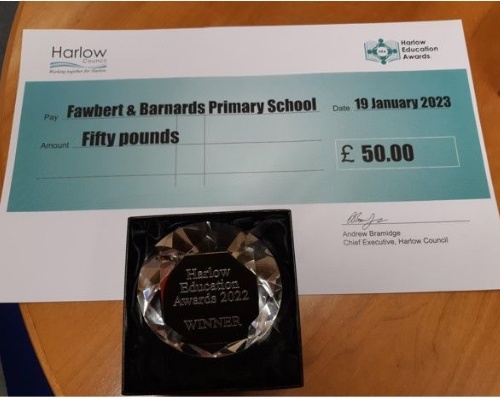 Harlow
Council
Working together for Harlow
Harlow
Education
Awards
Pay Fawbert & Barnards Primary School Date 19 January 2023
Amount Fifty pounds
£ 50.00
Andrew Bramidge
Chief Executive, Harlow Council
Harlow
Education
Awards 2022
WINNER